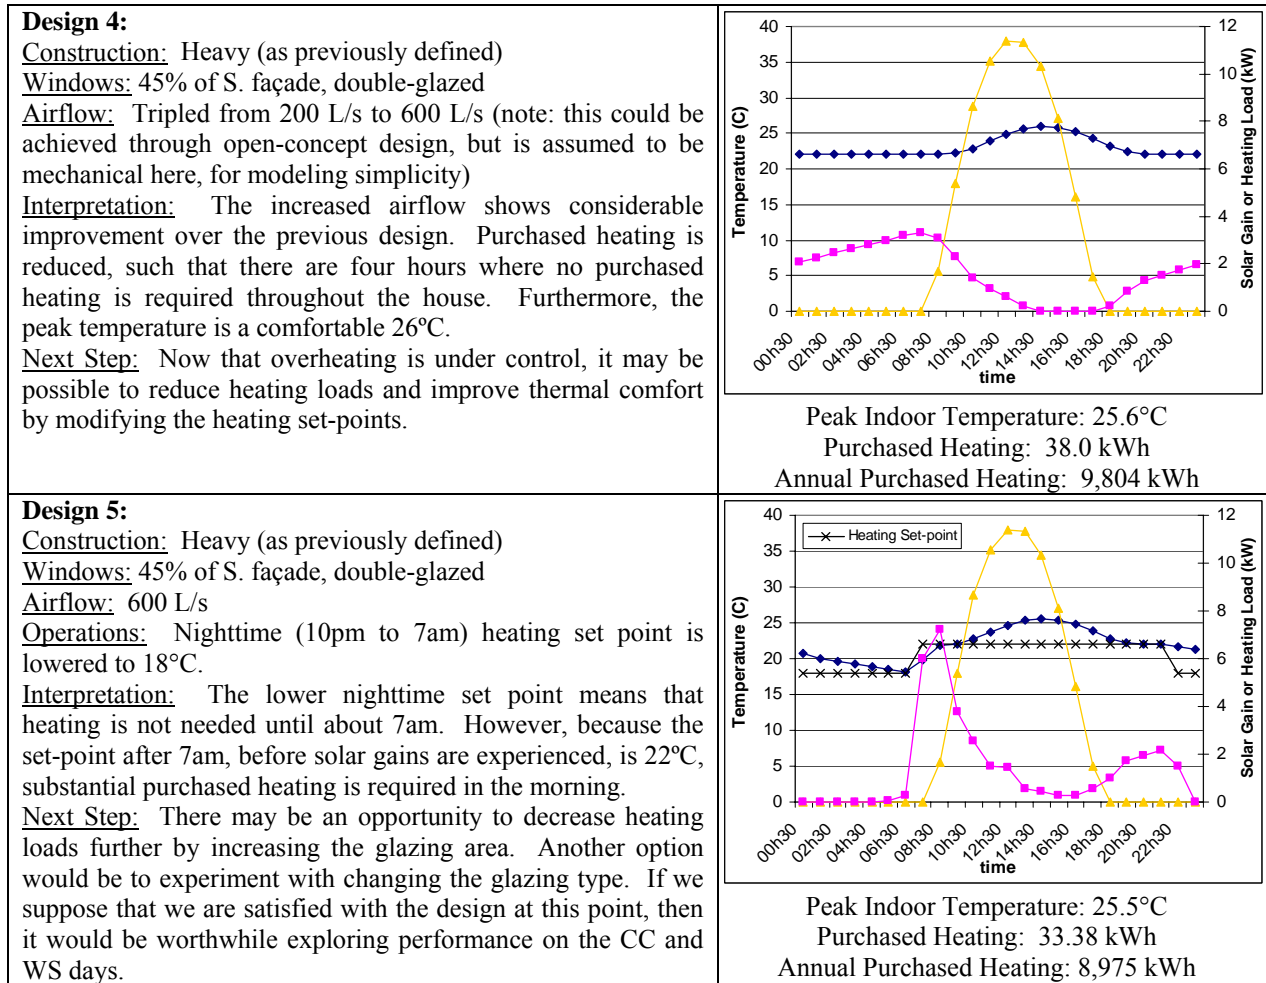 Design 4:
Construction: Heavy (as previously defined)
Windows: 45% of S. façade, double-glazed
Airflow: Tripled from 200 L/s to 600 L/s (note: this could be
achieved through open-concept design, but is assumed to be
mechanical here, for modeling simplicity)
Interpretation: The increased airflow shows considerable
improvement over the previous design. Purchased heating is
reduced, such that there are four hours where no purchased
heating is required throughout the house. Furthermore, the
peak temperature is a comfortable 26ºC.
Next Step: Now that overheating is under control, it may be
possible to reduce heating loads and improve thermal comfort
by modifying the heating set-points.
40
35
30
25
20
15
10
5
0
Temperature (C)
12
10
8
6
4
2
0
Solar Gain or Heating Load (kW)
00h30
02h30
04h30
06h30
08h30
10h30
12h30
14h30
16h30
18h30
20h30
22h30
time
Peak Indoor Temperature: 25.6°C
Purchased Heating: 38.0 kWh
Annual Purchased Heating: 9,804 kWh
Design 5:
Construction: Heavy (as previously defined)
Windows: 45% of S. façade, double-glazed
Airflow: 600 L/s
Operations: Nighttime (10pm to 7am) heating set point is
lowered to 18°C.
Interpretation: The lower nighttime set point means that
heating is not needed until about 7am. However, because the
set-point after 7am, before solar gains are experienced, is 22ºC,
substantial purchased heating is required in the morning.
Next Step: There may be an opportunity to decrease heating
loads further by increasing the glazing area. Another option
would be to experiment with changing the glazing type. If we
suppose that we are satisfied with the design at this point, then
it would be worthwhile exploring performance on the CC and
WS days.
40
35
30
25
20
15
10
5
0
Temperature (C)
Heating Set-point
12
10
8
6
4
2
0
Solar Gain or Heating Load (kW)
00h30
02h30
04h30
06h30
08h30
10h30
12h30
14h30
16h30
18h30
20h30
22h30
time
Peak Indoor Temperature: 25.5°C
Purchased Heating: 33.38 kWh
Annual Purchased Heating: 8,975 kWh